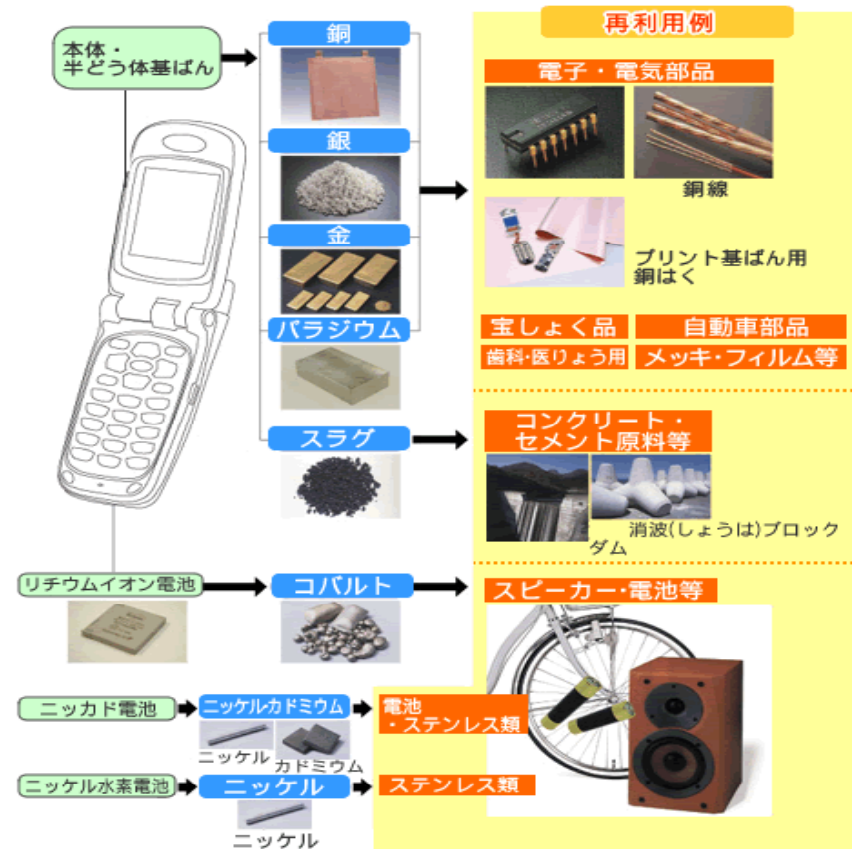 再利用例
本体・
半どう体基ばん
銅
電子・電気部品
銅線
銀
プリント基ばん用
銅はく
金
パラジウム
宝しょく品
自動車部品
歯科・医りょう用
メッキ・フィルム等
スラグ
コンクリート・
セメント原料等
消波(しょうは)ブロック
ダム
リチウムイオン電池
コバルト
スピーカー・電池等
ニッカド電池
ニッケル・カドミウム
電池
・ステンレス類
ニッケル
カドミウム
ニッケル水素電池
ニッケル
ステンレス類
ニッケル